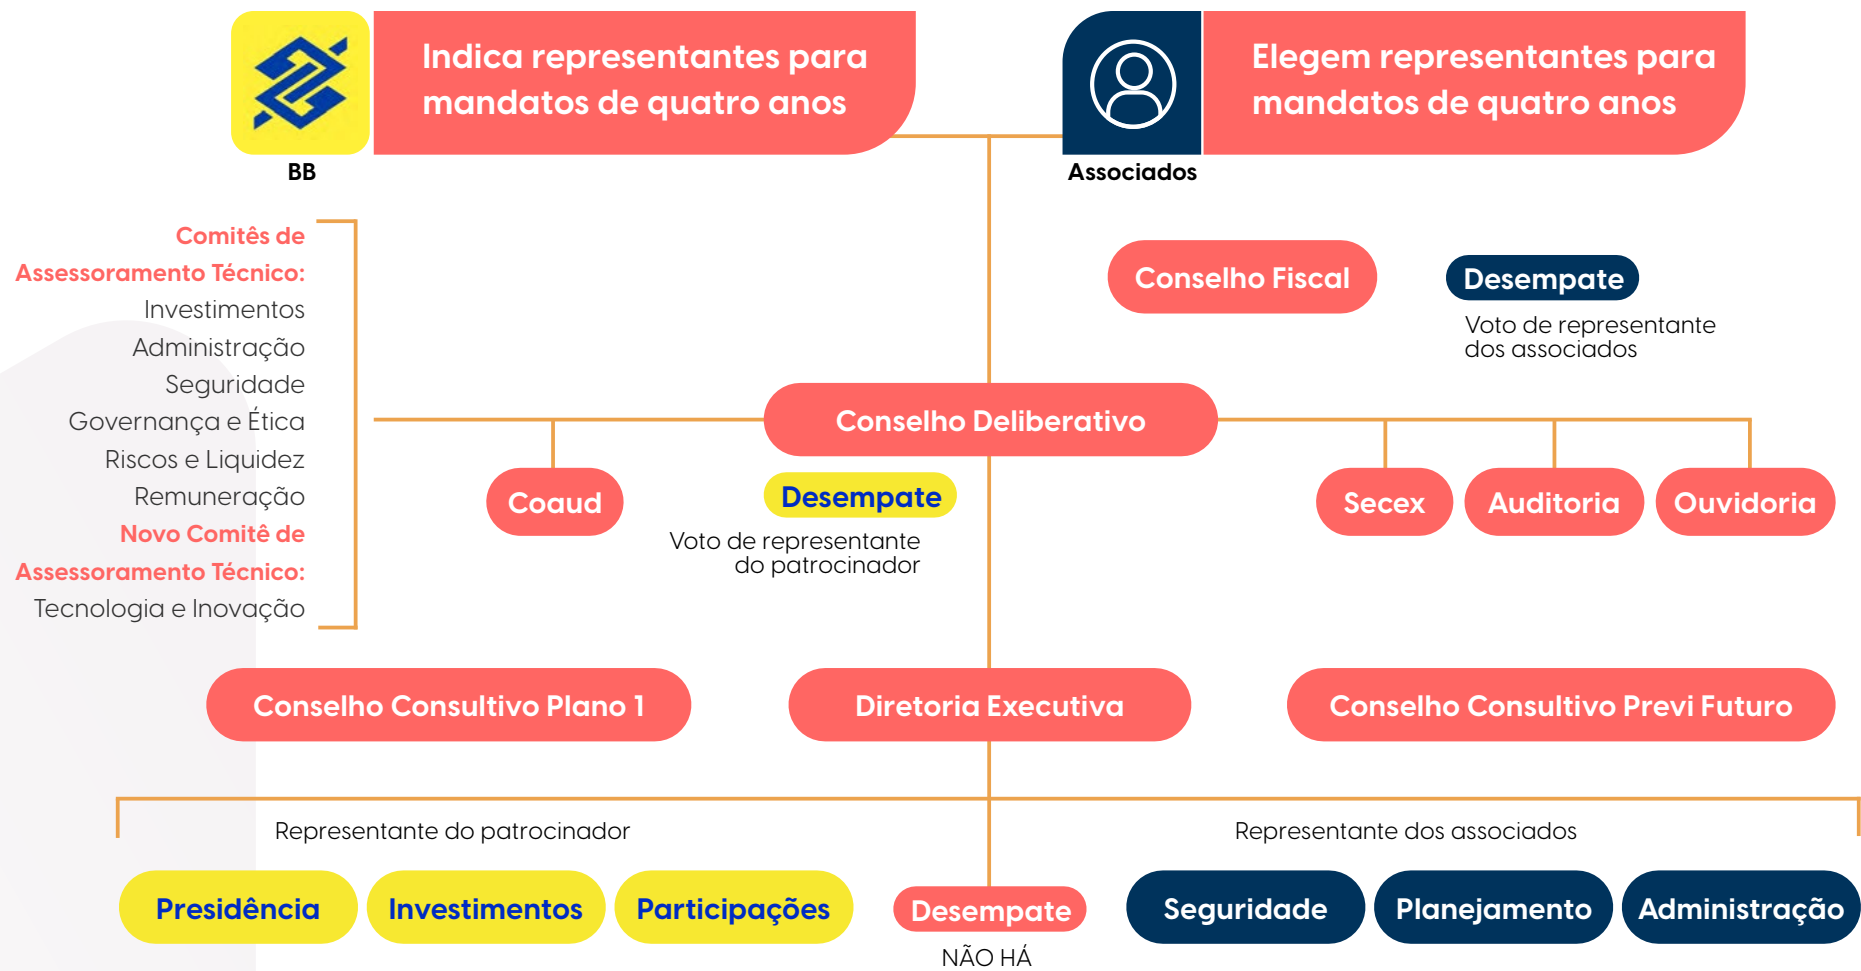 Indica representantes para
mandatos de quatro anos
BB
Elegem representantes para
mandatos de quatro anos
Associados
Comitês de
Assessoramento Técnico:
Investimentos
Administração
Seguridade
Governança e Ética
Riscos e Liquidez
Remuneração
Novo Comitê de
Assessoramento Técnico:
Tecnologia e Inovação
Conselho Fiscal
Desempate
Voto de representante
dos associados
Conselho Deliberativo
Coaud
Desempate
Voto de representante
do patrocinador
Secex
Auditoria
Ouvidoria
Conselho Consultivo Plano 1
Diretoria Executiva
Conselho Consultivo Previ Futuro
Representante do patrocinador
Representante dos associados
Presidência
Investimentos
Participações
Desempate
NÃO HÁ
Seguridade
Planejamento
Administração